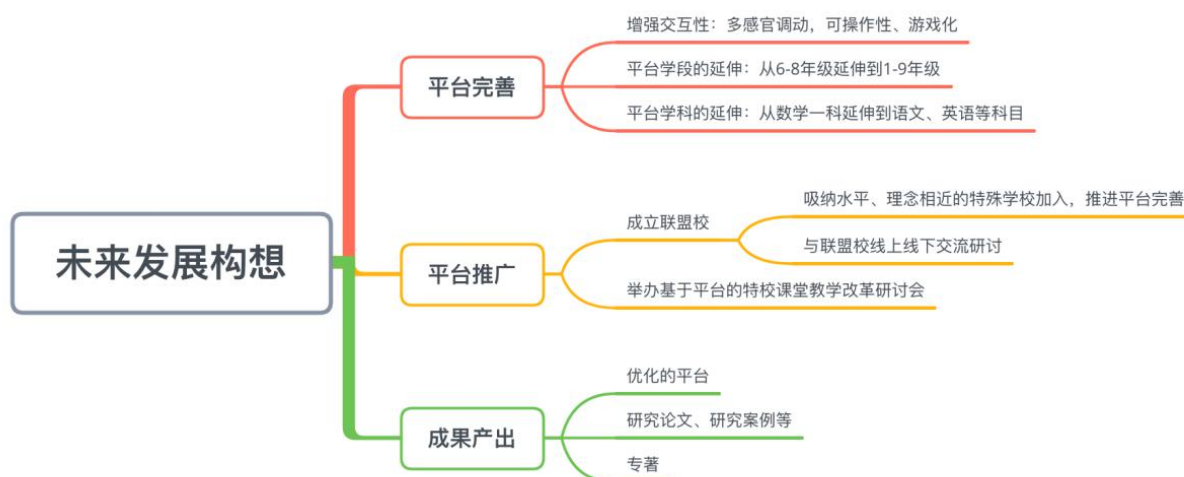 未来发展构想
平台完善
增强交互性：多感官调动，可操作性、游戏化
平台学段的延伸：从6-8年级延伸到1-9年级
平台学科的延伸：从数学一科延伸到语文、英语等科目
平台推广
成立联盟校
吸纳水平、理念相近的特殊学校加入，推进平台完善
与联盟校线上线下交流研讨
举办基于平台的特校课堂教学改革研讨会
成果产出
优化的平台
研究论文、研究案例等
专著